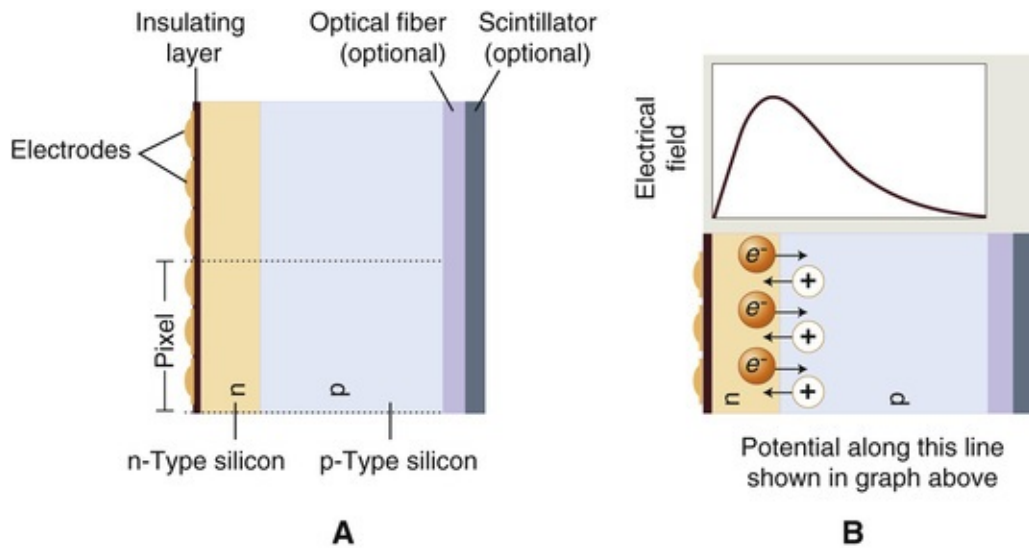 Insulating
layer
Optical fiber
(optional)
Scintillator
(optional)
Electrodes
Pixel
n
p
n-Type silicon
p-Type silicon
A
Electrical
field
e-
+
e-
+
e-
+
n
p
Potential along this line
shown in graph above
B